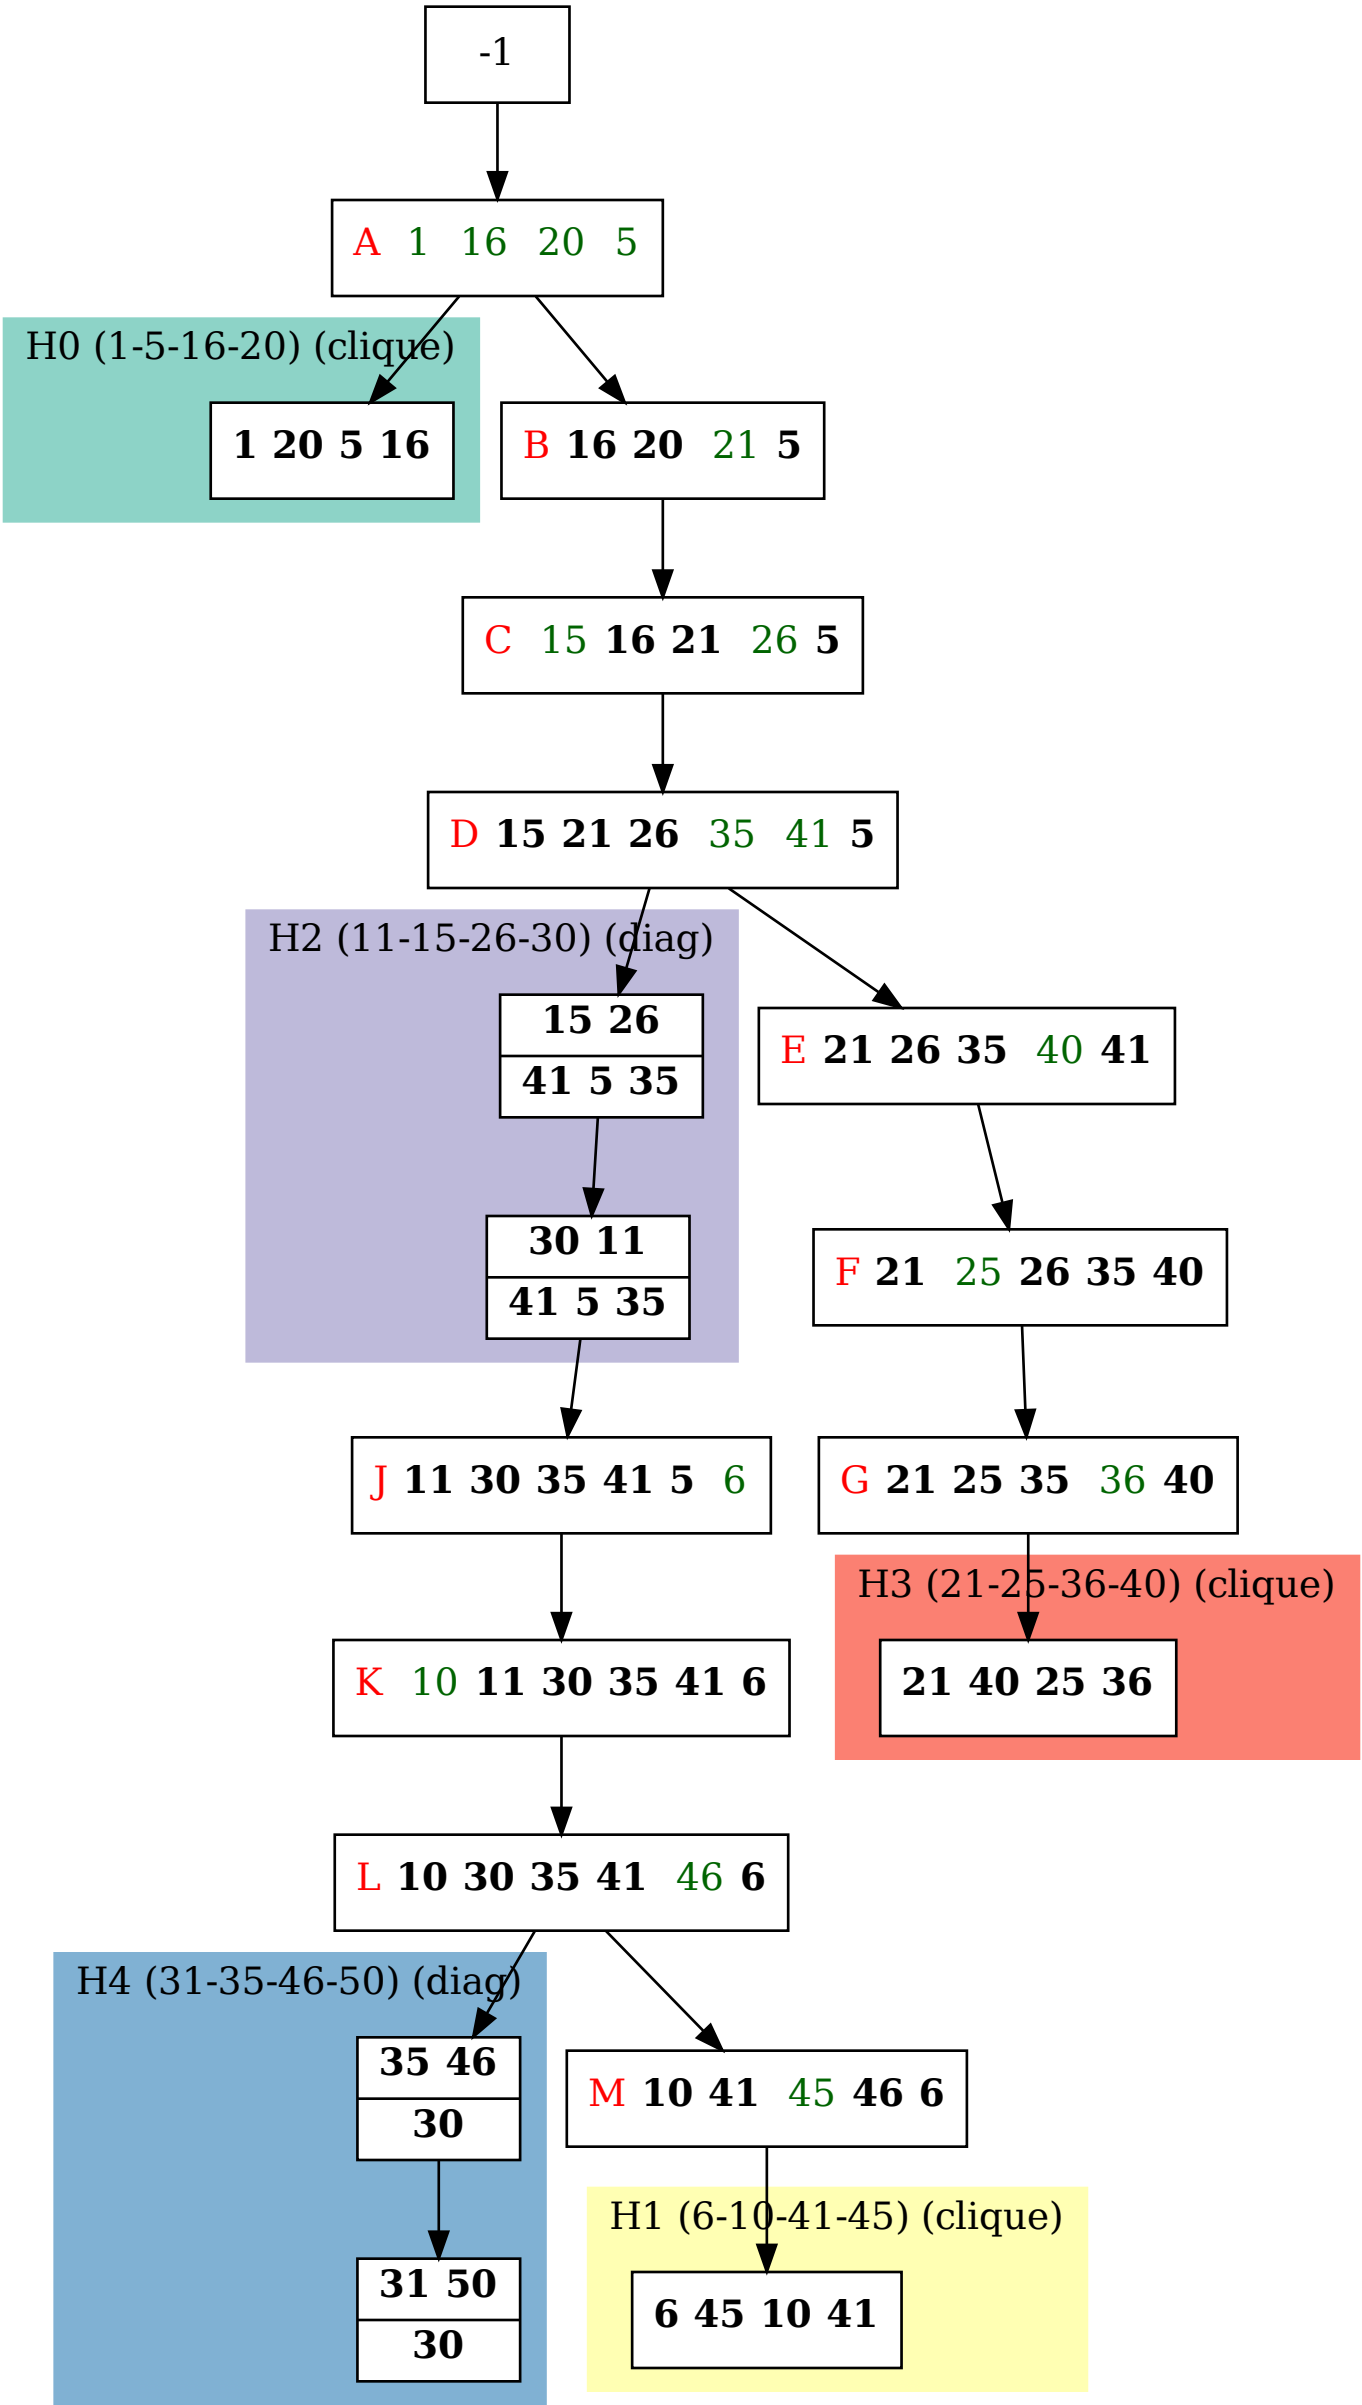 -1
A 1 16 20 5
H0 (1-5-16-20) (clique)
1 20 5 16
B 16 20 21 5
C 15 16 21 26 5
D 15 21 26 35 41 5
H2 (11-15-26-30) (diag)
15 26
41 5 35
E 21 26 35 40 41
30 11
41 5 35
F 21 25 26 35 40
J 11 30 35 41 5 6
G 21 25 35 36 40
H3 (21-25-36-40) (clique)
K 10 11 30 35 41 6
21 40 25 36
L 10 30 35 41 46 6
H4 (31-35-46-50) (diag)
35 46
30
M 10 41 45 46 6
H1 (6-10-41-45) (clique)
31 50
30
6 45 10 41